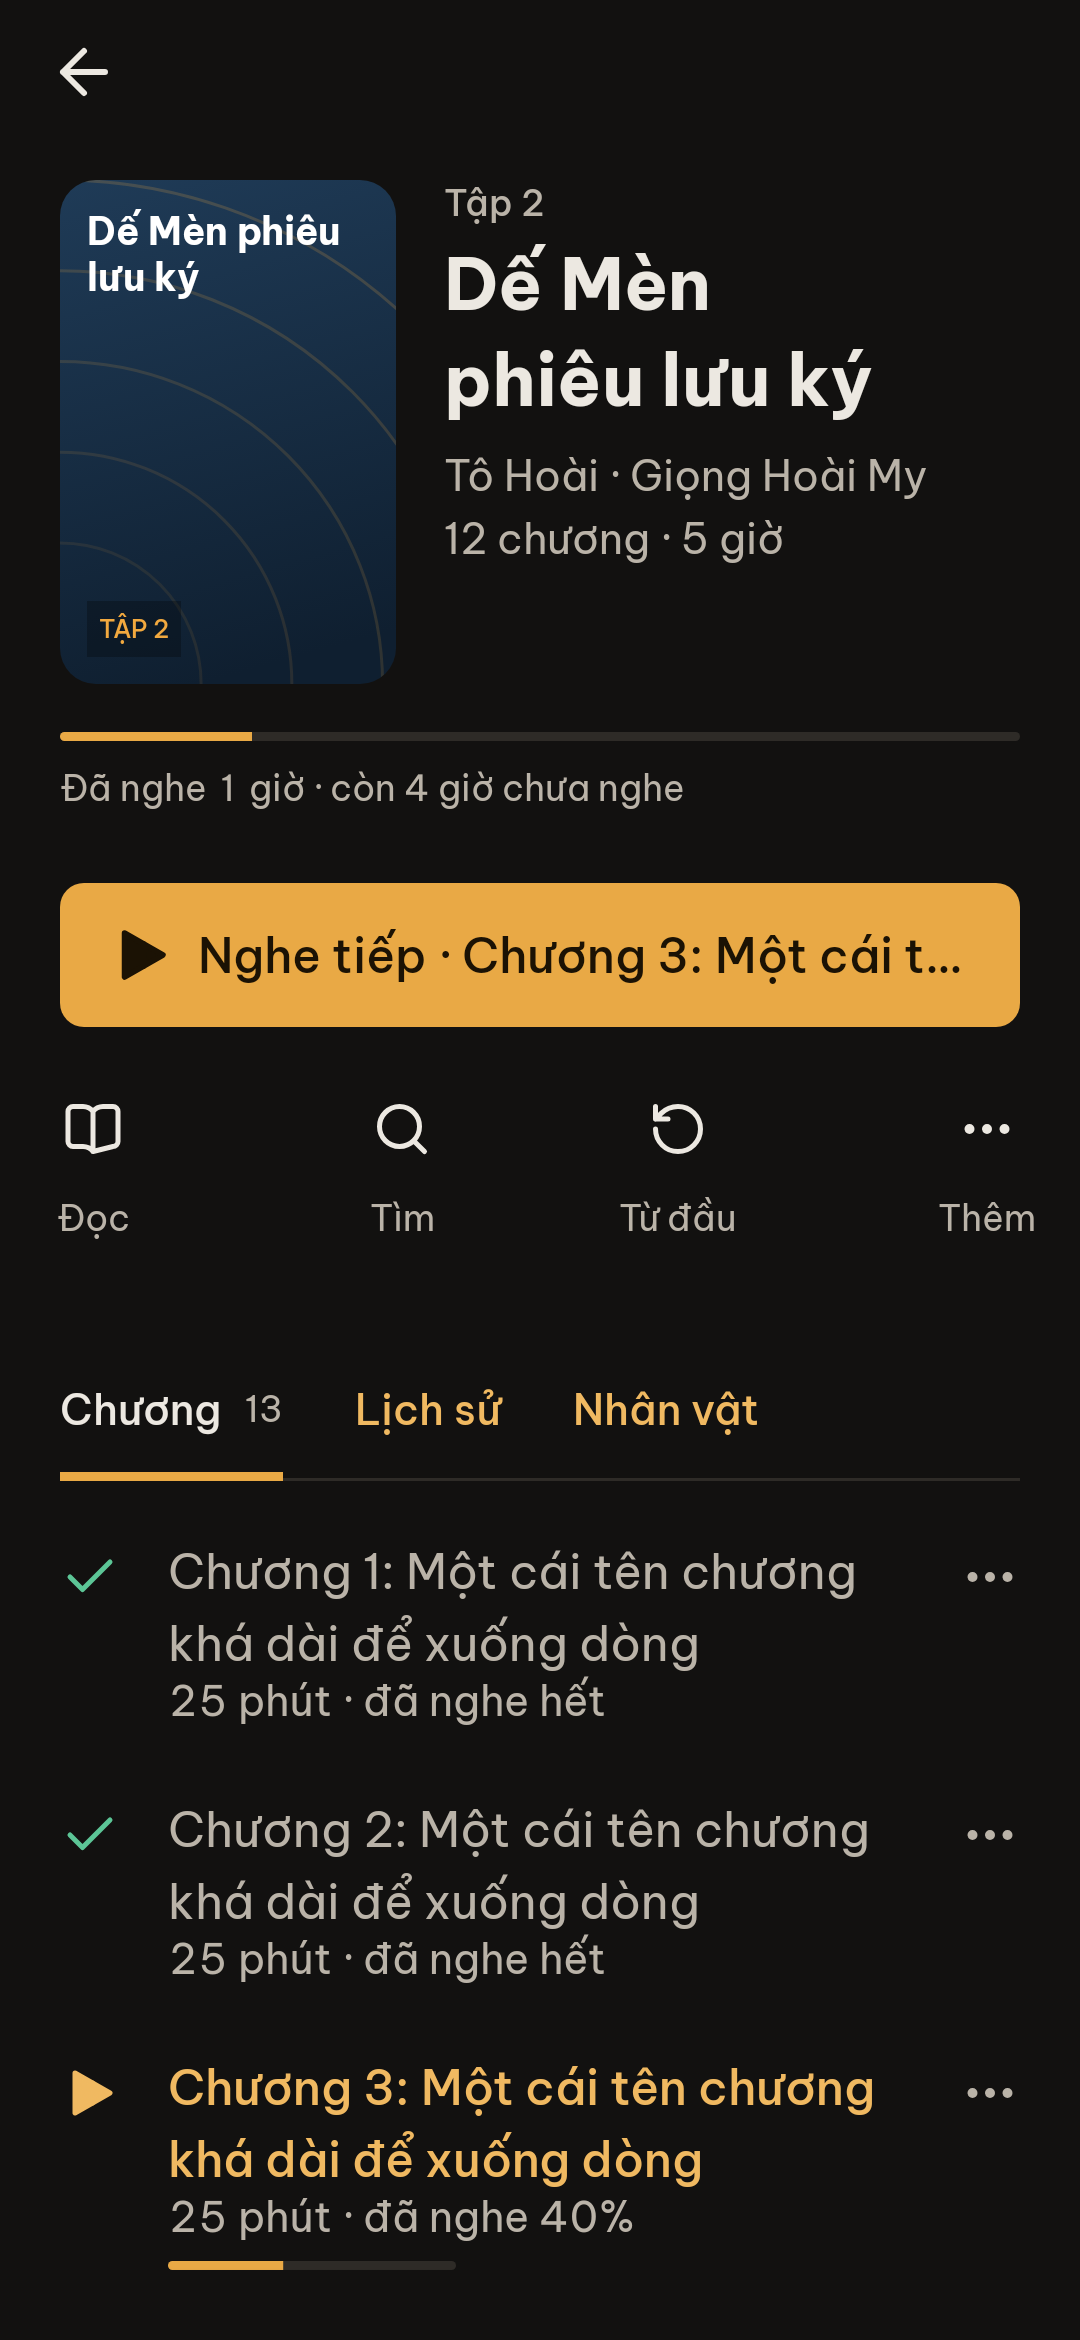 Dế Mèn phiêu
lưu ký
TẬP 2
Tập 2
Dế Mèn
phiêu lưu ký
Tô Hoài · Giọng Hoài My
12 chương · 5 giờ
Đã nghe 1 giờ · còn 4 giờ chưa nghe
Nghe tiếp · Chương 3: Một cái t...
Đọc
Tìm
Từ đầu
Thêm
Chương 13
Lịch sử
Nhân vật
Chương 1: Một cái tên chương
khá dài để xuống dòng
25 phút · đã nghe hết
Chương 2: Một cái tên chương
khá dài để xuống dòng
25 phút · đã nghe hết
Chương 3: Một cái tên chương
khá dài để xuống dòng
25 phút · đã nghe 40%